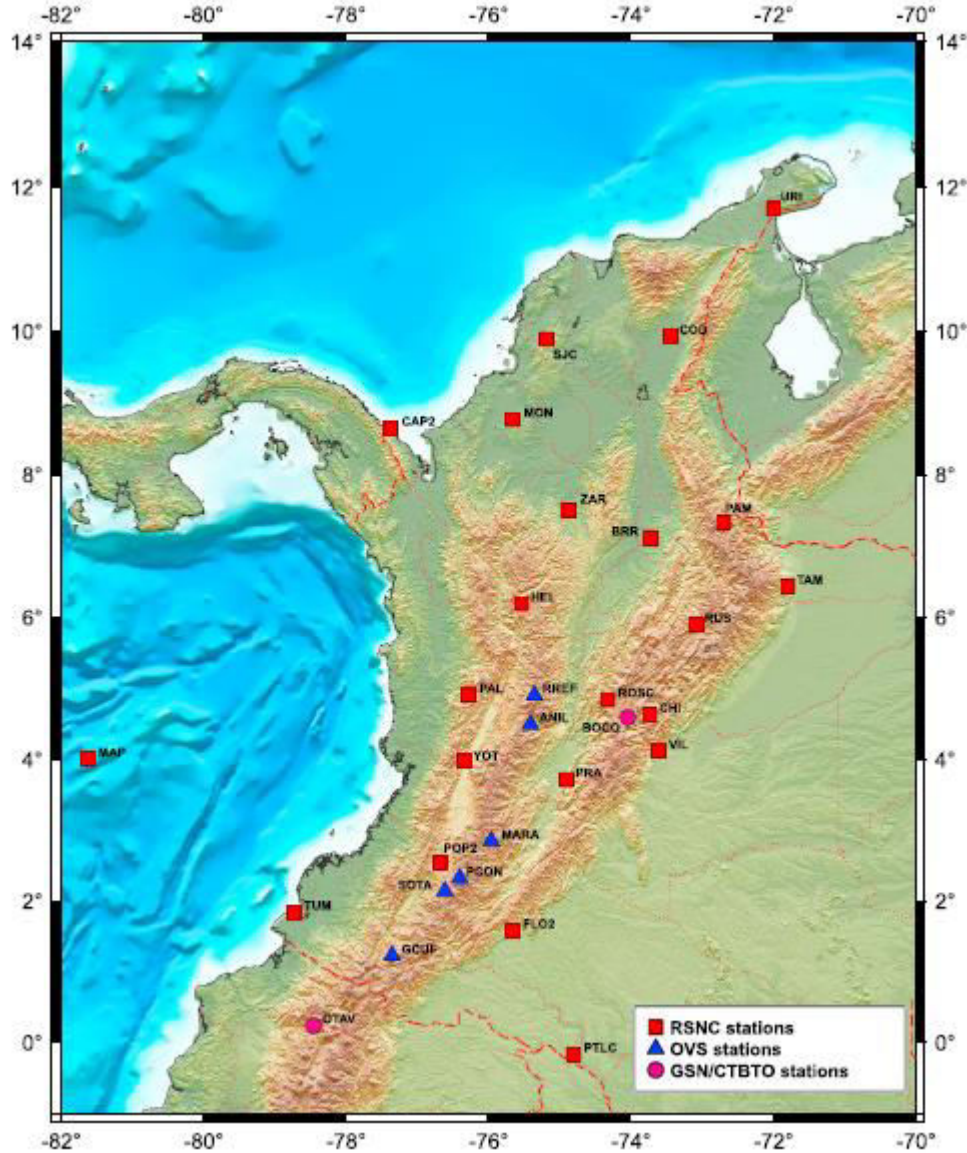 -82° -80° -78° -76° -74° -72° -70°
14° 14°
12° 12°
URI
10° 10°
COD
SJC
MON
CAP2
8° 8°
ZAR
PAM
BRR
TAM
6° 6°
HEL
RUS
PAL
RREF
ROSC
CHI
ANIL
BOCO
VIL
4° 4°
MAP
YOT
PRA
MARA
POP2
PGON
SOTA
2° 2°
TUM
FLO2
GCUF
OTAV
0° 0°
PTLC
RSNC stations
OVS stations
GSN/CTBTO stations
-82° -80° -78° -76° -74° -72° -70°